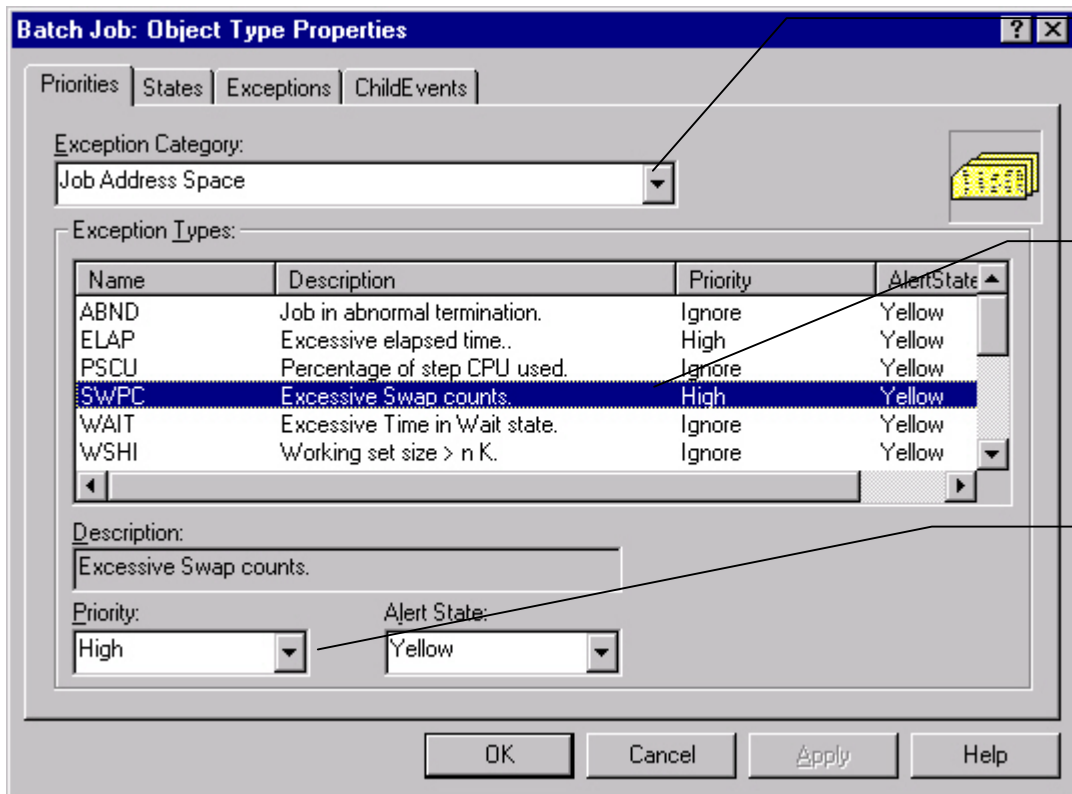 Batch Job: Object Type Properties
Priorities States Exceptions ChildEvents
Exception Category:
Job Address Space
Exception Types:
Name Description Priority AlertState
ABND Job in abnormal termination. Ignore Yellow
ELAP Excessive elapsed time.. High Yellow
PSCU Percentage of step CPU used. Ignore Yellow
SWPC Excessive Swap counts. High Yellow
WAIT Excessive Time in Wait state. Ignore Yellow
WSHI Working set size > n K. Ignore Yellow
Description:
Excessive Swap counts.
Priority: Alert State:
High Yellow
OK Cancel Apply Help